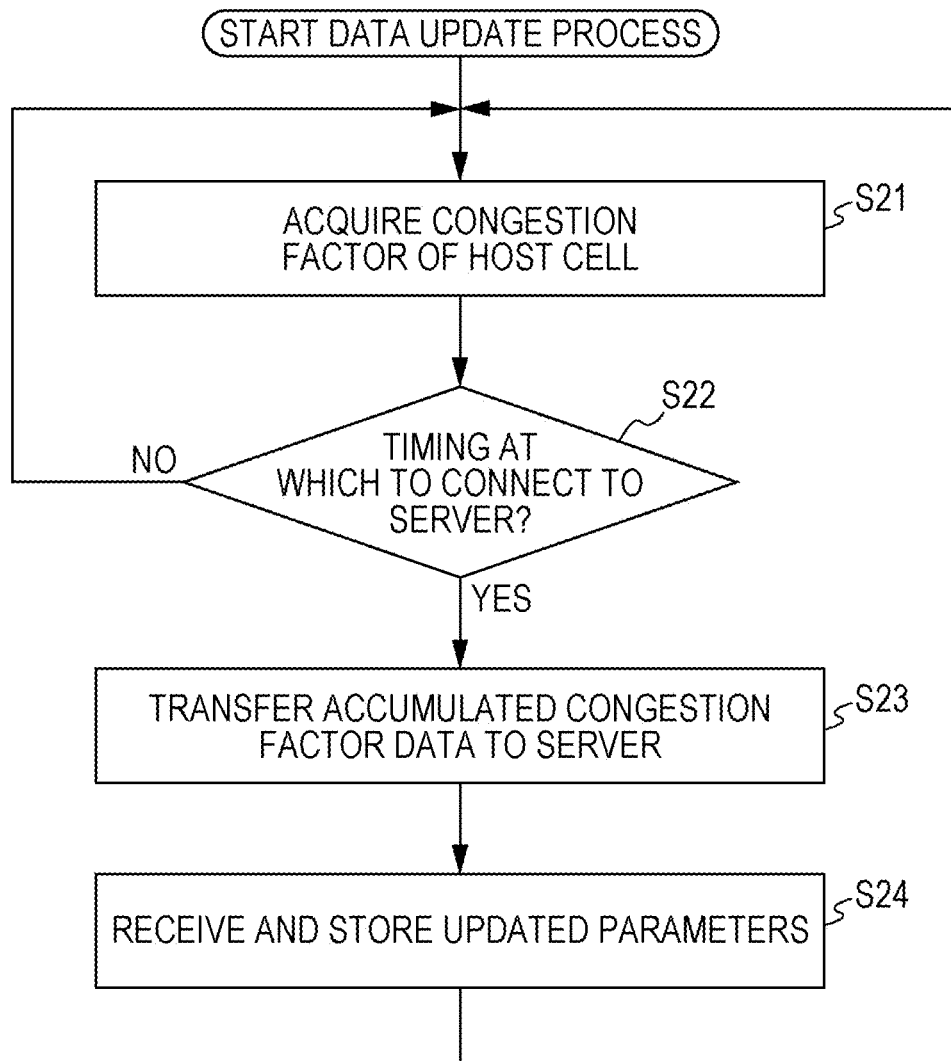 START DATA UPDATE PROCESS
ACQUIRE CONGESTION
FACTOR OF HOST CELL
S21
TIMING AT
WHICH TO CONNECT TO
SERVER?
S22
NO
YES
TRANSFER ACCUMULATED CONGESTION
FACTOR DATA TO SERVER
S23
RECEIVE AND STORE UPDATED PARAMETERS
S24